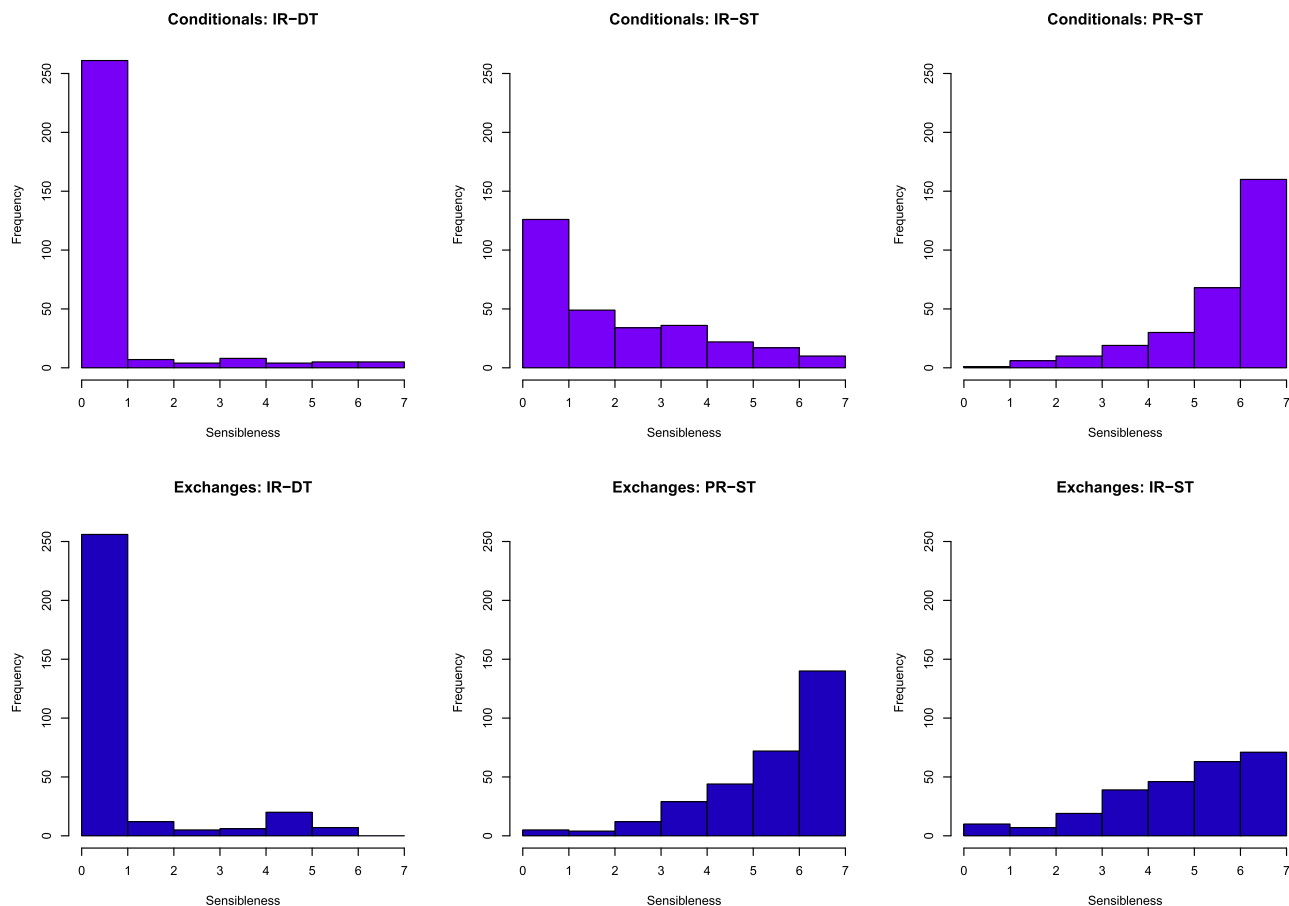 Conditionals: IR−DT
Conditionals: IR−ST
Conditionals: PR−ST
Frequency
0 50 100 150 200 250
0 1 2 3 4 5 6 7
Sensibleness
Frequency
0 50 100 150 200 250
0 1 2 3 4 5 6 7
Sensibleness
Frequency
0 50 100 150 200 250
0 1 2 3 4 5 6 7
Sensibleness
Exchanges: IR−DT
Exchanges: PR−ST
Exchanges: IR−ST
Frequency
0 50 100 150 200 250
0 1 2 3 4 5 6 7
Sensibleness
Frequency
0 50 100 150 200 250
0 1 2 3 4 5 6 7
Sensibleness
Frequency
0 50 100 150 200 250
0 1 2 3 4 5 6 7
Sensibleness